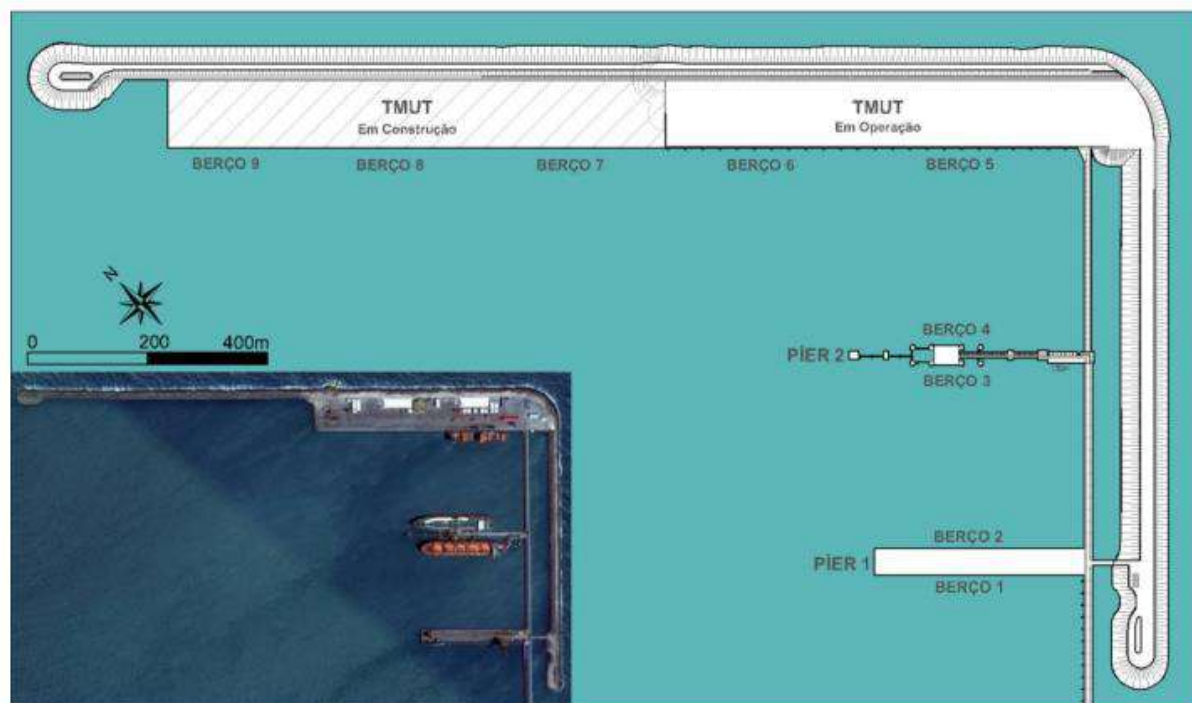 TMUT
Em Construção
TMUT
Em Operação
BERÇO 9
BERÇO 8
BERÇO 7
BERÇO 6
BERÇO 5
N
0 200 400m
BERÇO 4
PÍER 2
BERÇO 3
BERÇO 2
PÍER 1
BERÇO 1